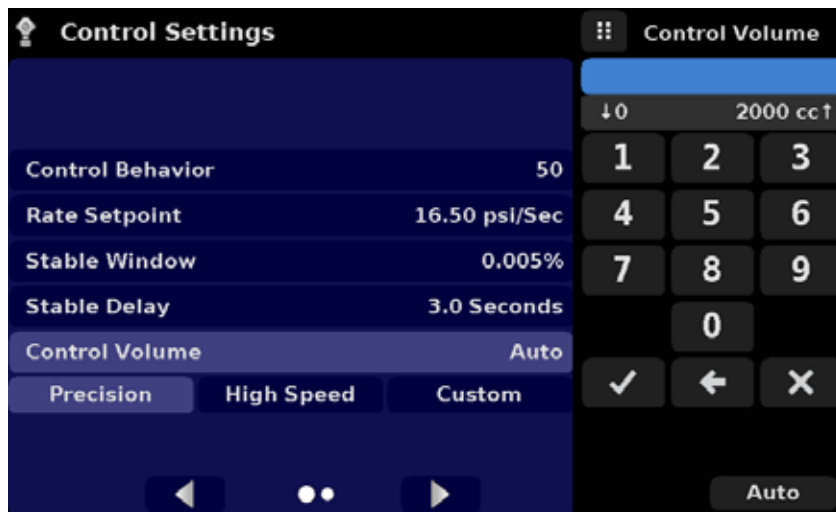 Control Settings
Control Volume
↓0 2000 cc↑
Control Behavior 50
Rate Setpoint 16.50 psi/Sec
Stable Window 0.005%
Stable Delay 3.0 Seconds
Control Volume Auto
Precision High Speed Custom
1 2 3
4 5 6
7 8 9
0
Auto